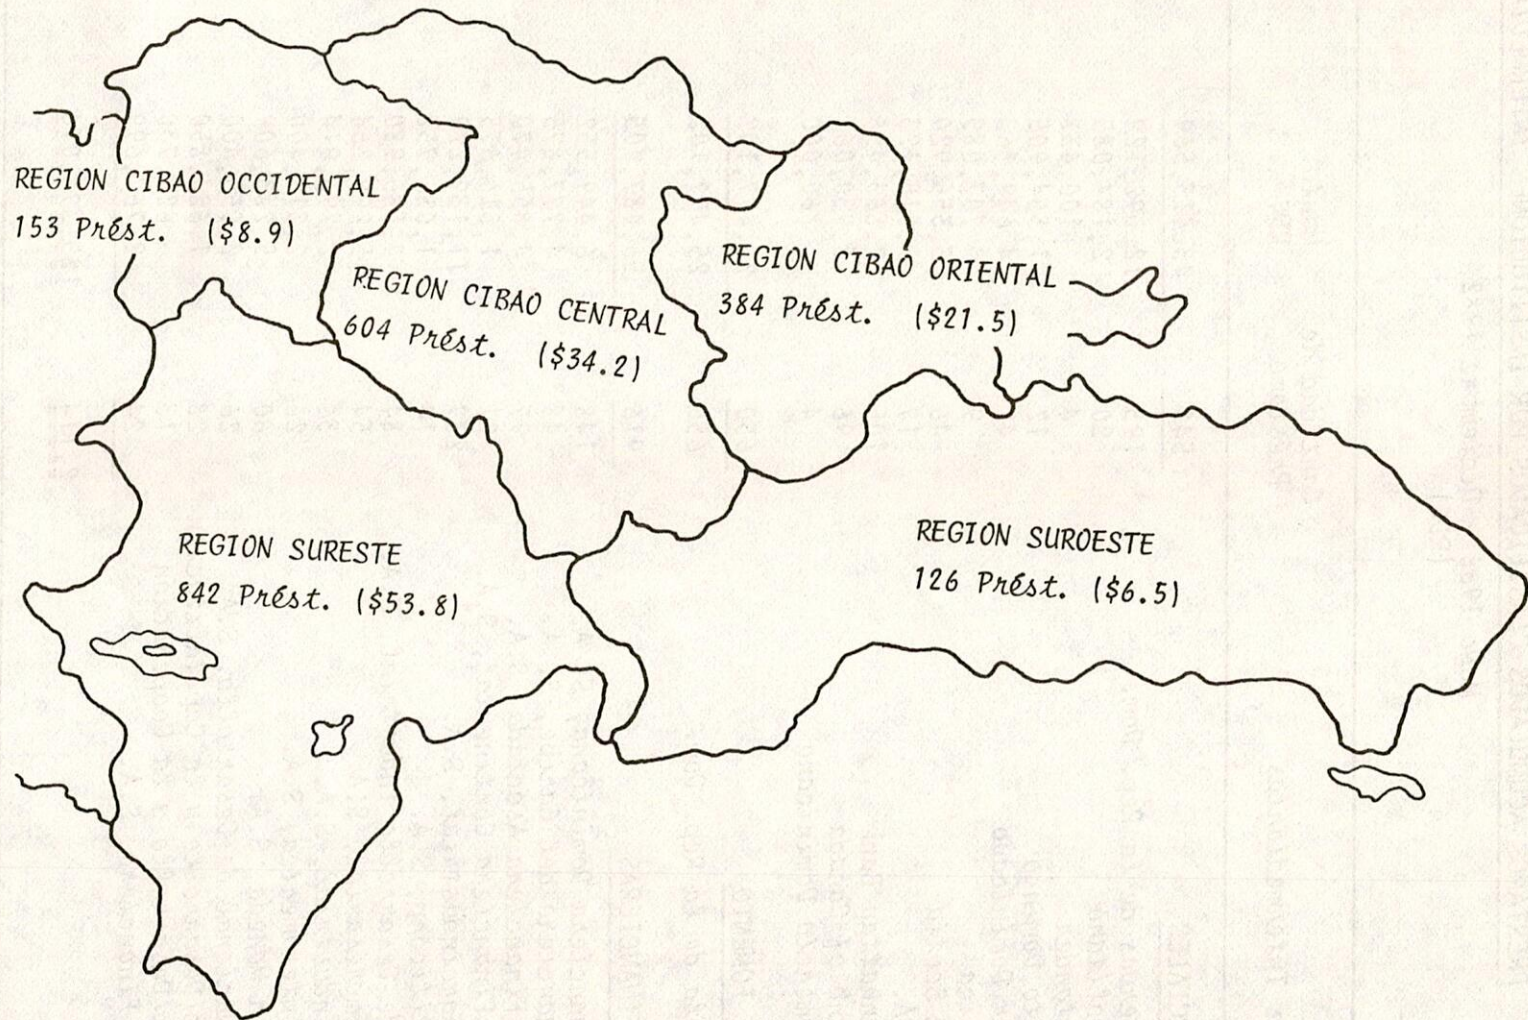 REGION CIBAO OCCIDENTAL
153 Prést. ($8.9)
REGION CIBAO CENTRAL
604 Prést. ($34.2)
REGION CIBAO ORIENTAL
384 Prést. ($21.5)
REGION SURESTE
842 Prést. ($53.8)
REGION SUROESTE
126 Prést. ($6.5)